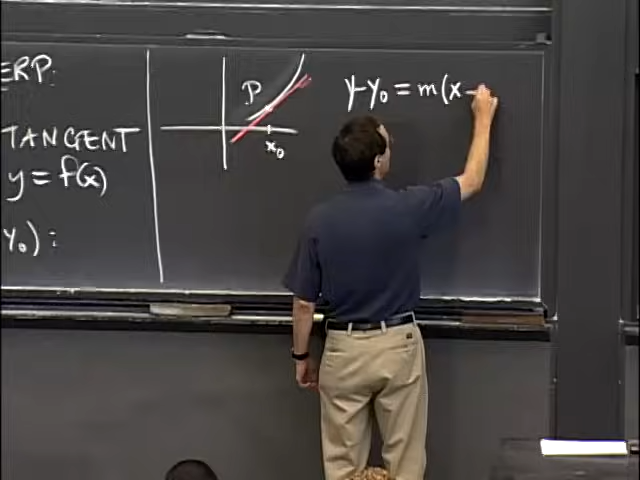 ERP:
TANGENT
y = f(x)
y₀) :
P
x₀
y-y₀ = m(x-